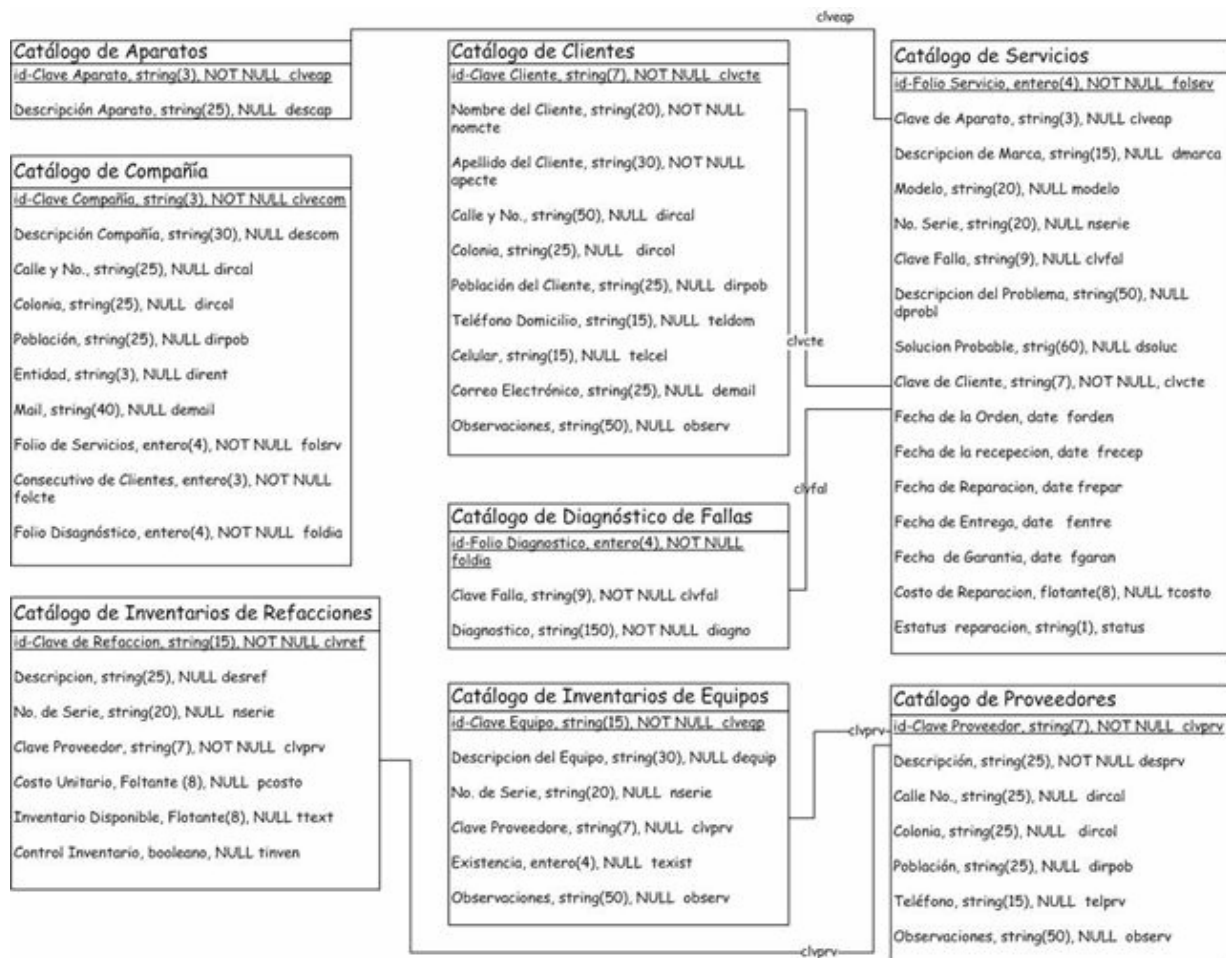 clveap
Catálogo de Aparatos
id-Clave Aparato, string(3), NOT NULL clveap
Descripción Aparato, string(25), NULL descap
Catálogo de Compañía
id-Clave Compañía, string(3), NOT NULL clvecom
Descripción Compañía, string(30), NULL descom
Calle y No., string(25), NULL dircal
Colonia, string(25), NULL dircol
Población, string(25), NULL dirpob
Entidad, string(3), NULL dirent
Mail, string(40), NULL demail
Folio de Servicios, entero(4), NOT NULL folsrv
Consecutivo de Clientes, entero(3), NOT NULL
folcte
Folio Disagnóstico, entero(4), NOT NULL foldia
Catálogo de Inventarios de Refacciones
id-Clave de Refaccion, string(15), NOT NULL clvref
Descripcion, string(25), NULL desref
No. de Serie, string(20), NULL nserie
Clave Proveedor, string(7), NOT NULL clvprv
Costo Unitario, Foltante (8), NULL pcosto
Inventario Disponible, Flotante(8), NULL ttext
Control Inventario, booleano, NULL tinven
Catálogo de Clientes
id-Clave Cliente, string(7), NOT NULL clvcte
Nombre del Cliente, string(20), NOT NULL
nomcte
Apellido del Cliente, string(30), NOT NULL
apecte
Calle y No., string(50), NULL dircal
Colonia, string(25), NULL dircol
Población del Cliente, string(25), NULL dirpob
Teléfono Domicilio, string(15), NULL teldom
Celular, string(15), NULL telcel
Correo Electrónico, string(25), NULL demail
Observaciones, string(50), NULL observ
clvcte
clvfal
Catálogo de Diagnóstico de Fallas
id-Folio Diagnostico, entero(4), NOT NULL
foldia
Clave Falla, string(9), NOT NULL clvfal
Diagnostico, string(150), NOT NULL diagno
Catálogo de Inventarios de Equipos
id-Clave Equipo, string(15), NOT NULL clveqp
Descripcion del Equipo, string(30), NULL dequip
No. de Serie, string(20), NULL nserie
Clave Proveedore, string(7), NULL clvprv
Existencia, entero(4), NULL texist
Observaciones, string(50), NULL observ
clvprv
clvprv
Catálogo de Servicios
id-Folio Servicio, entero(4), NOT NULL folsev
Clave de Aparato, string(3), NULL clveap
Descripcion de Marca, string(15), NULL dmarca
Modelo, string(20), NULL modelo
No. Serie, string(20), NULL nserie
Clave Falla, string(9), NULL clvfal
Descripcion del Problema, string(50), NULL
dprobl
Solucion Probable, strig(60), NULL dsoluc
Clave de Cliente, string(7), NOT NULL, clvcte
Fecha de la Orden, date forden
Fecha de la recepecion, date frecep
Fecha de Reparacion, date frepar
Fecha de Entrega, date fentre
Fecha de Garantia, date fgaran
Costo de Reparacion, flotante(8), NULL tcosto
Estatus reparacion, string(1), status
Catálogo de Proveedores
id-Clave Proveedor, string(7), NOT NULL clvprv
Descripción, string(25), NOT NULL desprv
Calle No., string(25), NULL dircal
Colonia, string(25), NULL dircol
Población, string(25), NULL dirpob
Teléfono, string(15), NULL telprv
Observaciones, string(50), NULL observ